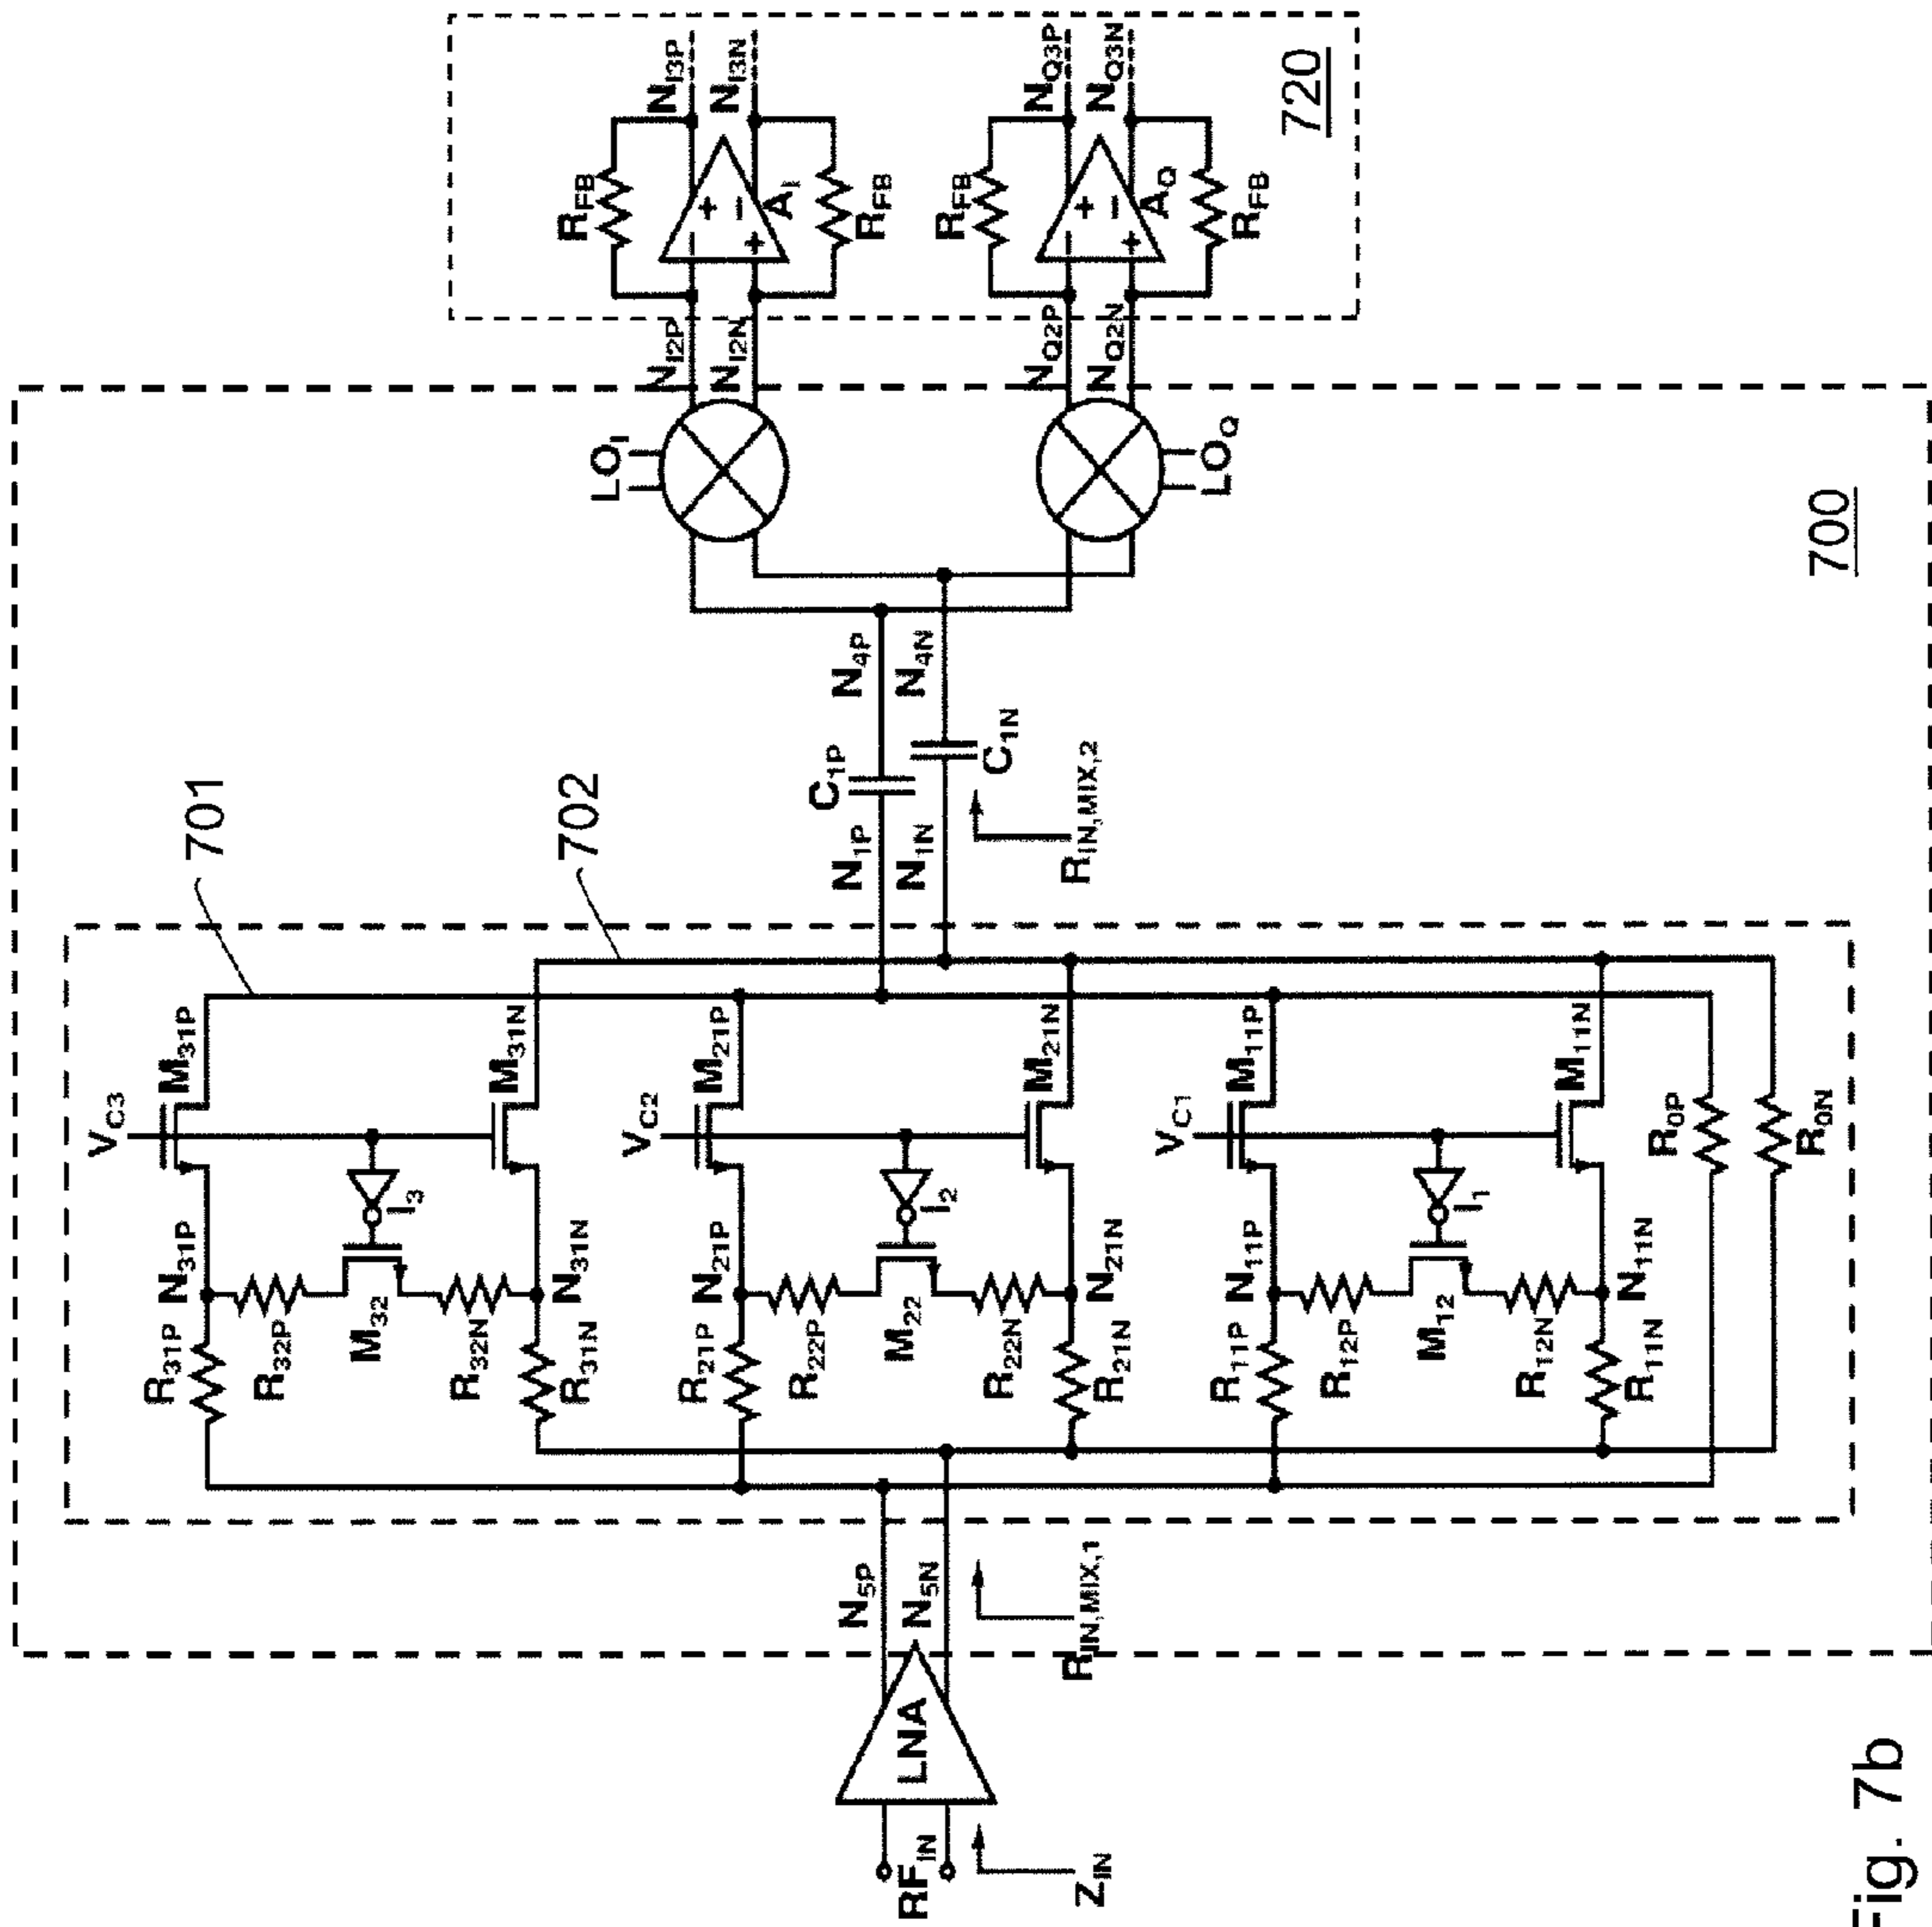 V_C3
M_31P
701
R_31P
N_31P
R_32P
M_32
I_3
R_32N
M_31N
N_31N
R_31N
702
V_C2
M_21P
R_21P
N_21P
R_22P
M_22
I_2
R_22N
M_21N
N_21N
R_21N
V_C1
M_11P
R_11P
N_11P
R_12P
M_12
I_1
R_12N
M_11N
N_11N
R_11N
R_0P
R_0N
RF_IN
Z_IN
LNA
N_5P
N_5N
R_IN,MIX,1
N_1P
C_1P
N_4P
N_1N
C_1N
N_4N
R_IN,MIX,2
LO_I
N_I2P
N_I2N
R_FB
− +
+ −
A_I
R_FB
N_I3P
N_I3N
LO_Q
N_Q2P
N_Q2N
R_FB
− +
+ −
A_Q
R_FB
N_Q3P
N_Q3N
720
700
Fig. 7b